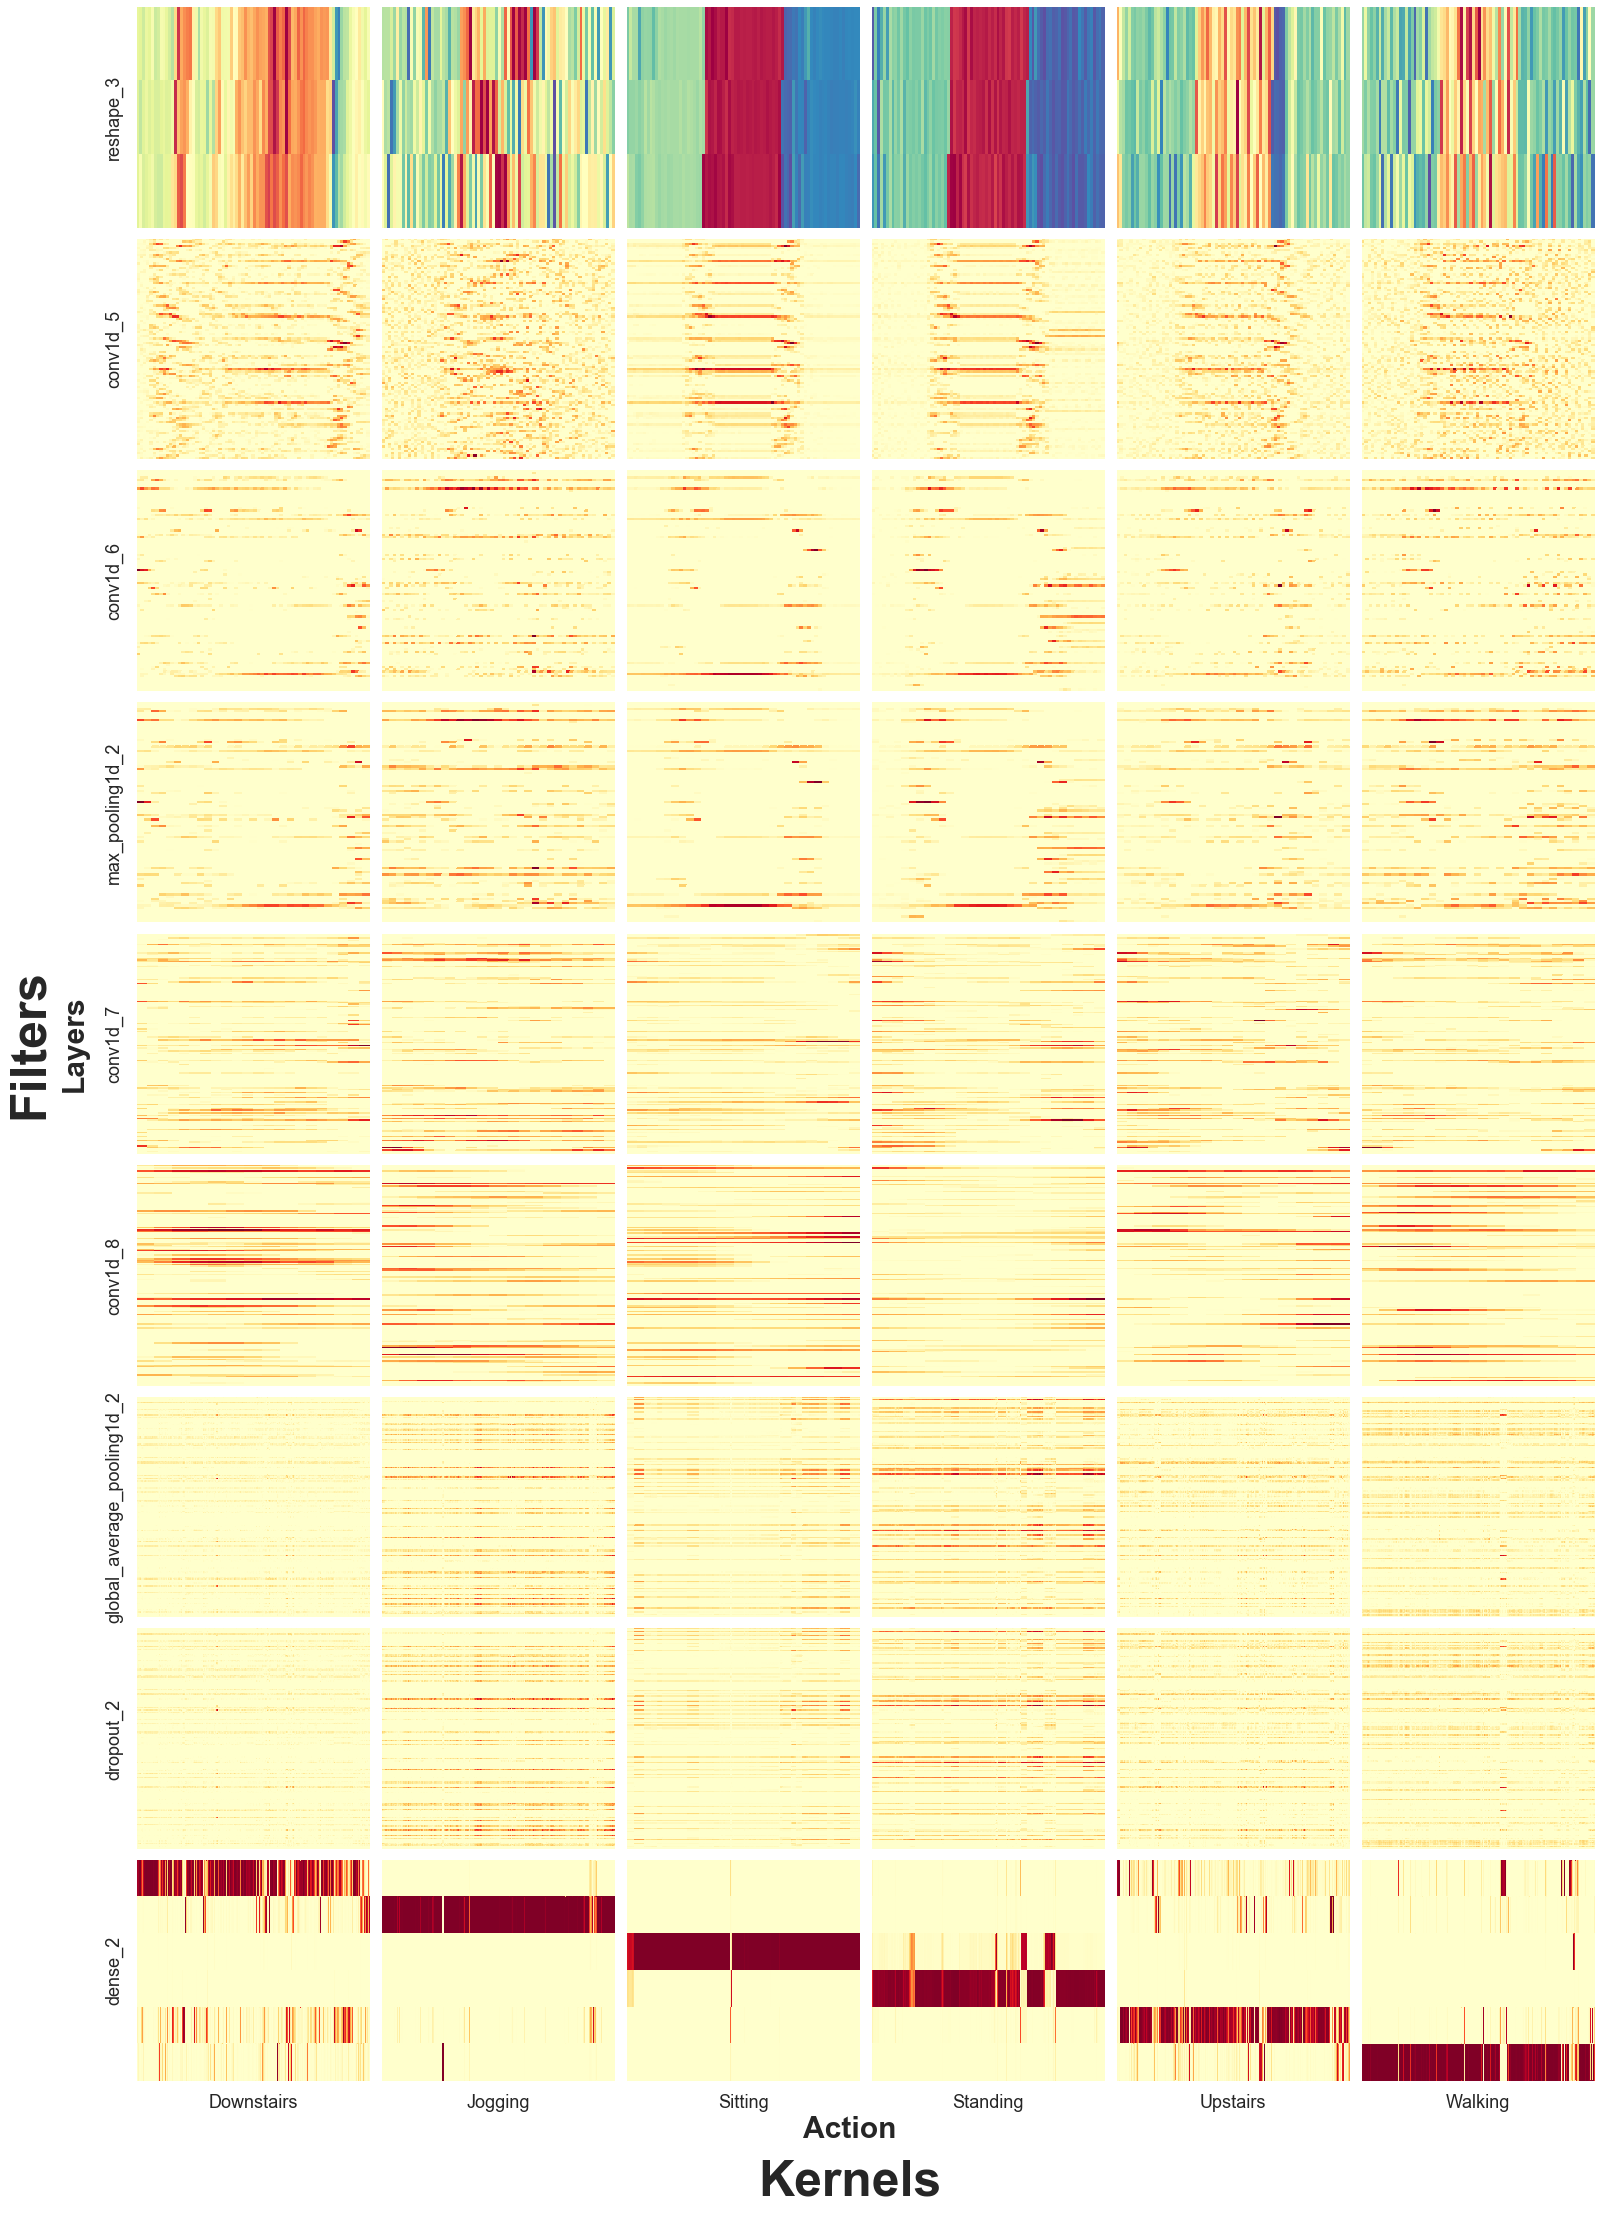 Filters
Layers
reshape_3
conv1d_5
conv1d_6
max_pooling1d_2
conv1d_7
conv1d_8
global_average_pooling1d_2
dropout_2
dense_2
Downstairs Jogging Sitting Standing Upstairs Walking
Action
Kernels